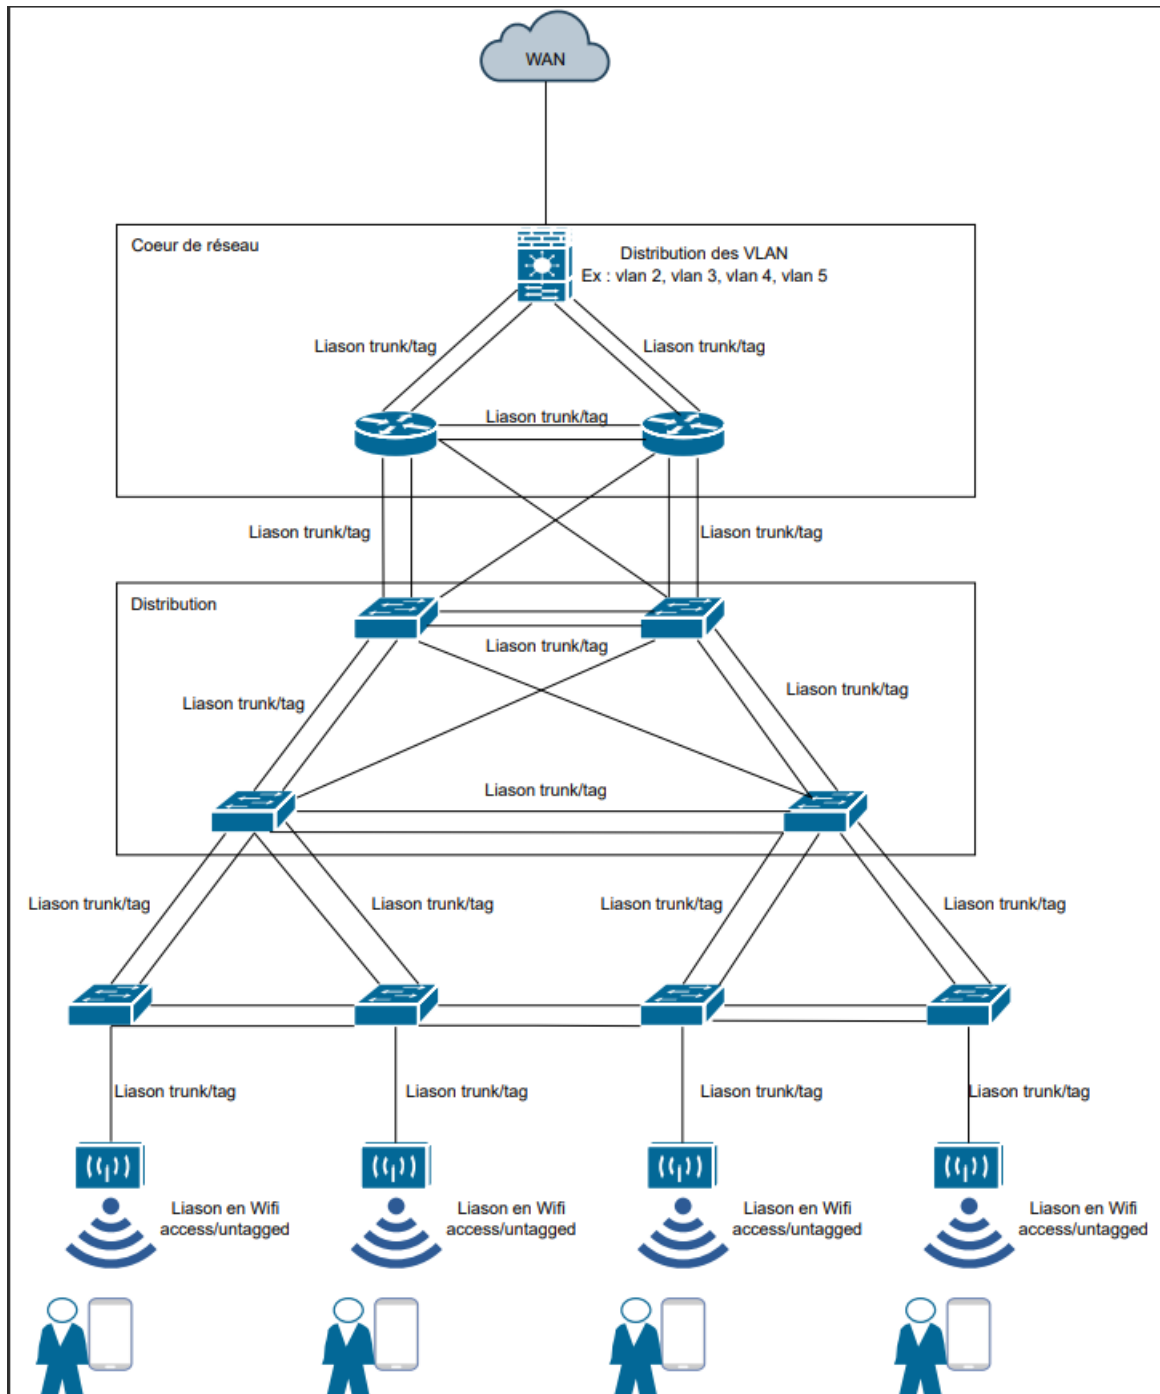 WAN
Coeur de réseau
Distribution des VLAN
Ex : vlan 2, vlan 3, vlan 4, vlan 5
Liason trunk/tag
Liason trunk/tag
Liason trunk/tag
Liason trunk/tag
Liason trunk/tag
Distribution
Liason trunk/tag
Liason trunk/tag
Liason trunk/tag
Liason trunk/tag
Liason trunk/tag
Liason trunk/tag
Liason trunk/tag
Liason trunk/tag
Liason trunk/tag
Liason trunk/tag
Liason trunk/tag
Liason trunk/tag
Liason en Wifi
access/untagged
Liason en Wifi
access/untagged
Liason en Wifi
access/untagged
Liason en Wifi
access/untagged